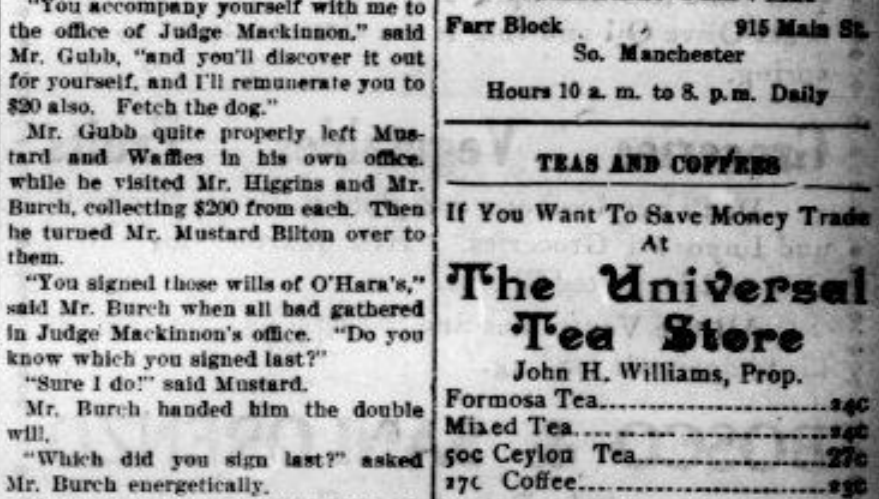 "You accompany yourself with me to
the office of Judge Mackinnon," said
Mr. Gubb, "and you'll discover it out
for yourself, and I'll remunerate you to
$20 also. Fetch the dog."
Mr. Gubb quite properly left Mus-
tard and Waffles in his own office.
while he visited Mr. Higgins and Mr.
Burch, collecting $200 from each. Then
he turned Mr. Mustard Bilton over to
them.
"You signed those wills of O'Hara's,"
said Mr. Burch when all had gathered
in Judge Mackinnon's office. "Do you
know which you signed last?"
"Sure I do!" said Mustard.
Mr. Burch handed him the double
will.
"Which did you sign last?" asked
Mr. Burch energetically.
Farr Block 915 Main St.
So. Manchester
Hours 10 a. m. to 8. p.m. Daily
TEAS AND COFFEES
If You Want To Save Money Trade
At
The Universal
Tea Store
John H. Williams, Prop.
Formosa Tea 24c
Mixed Tea 24c
50c Ceylon Tea 27c
27c Coffee 23c